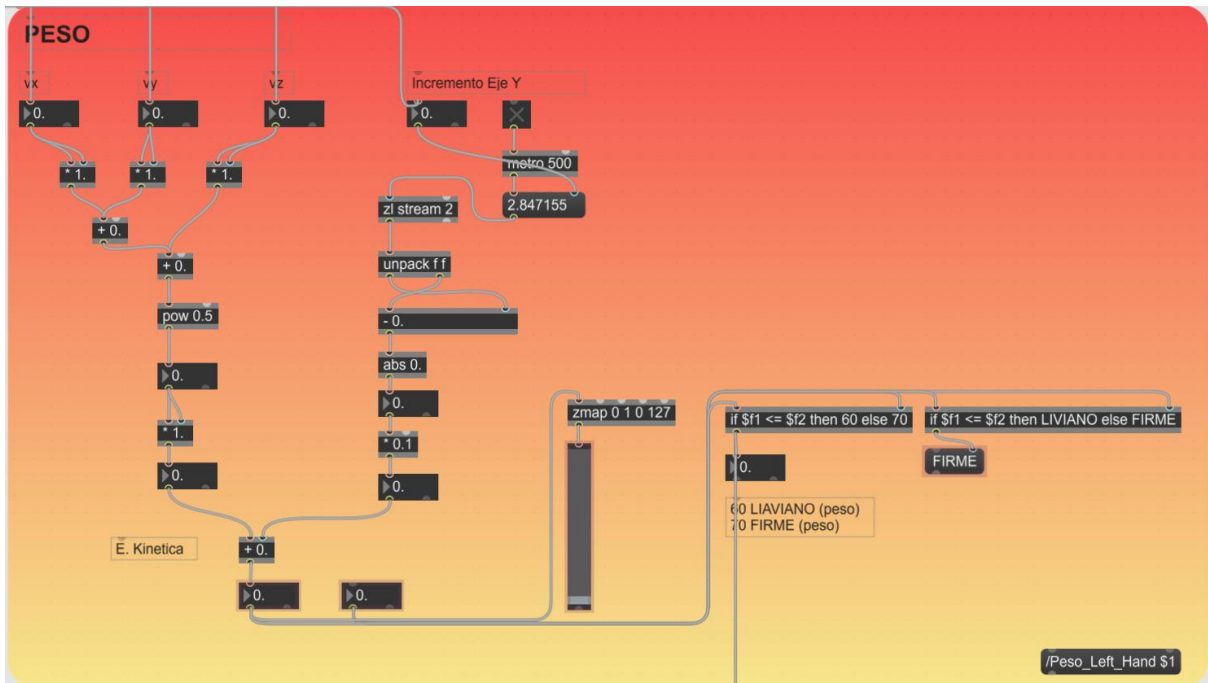 PESO
vx
vy
vz
Incremento Eje Y
0.
0.
0.
0.
metro 500
* 1.
* 1.
* 1.
2.847155
zl stream 2
+ 0.
+ 0.
unpack f f
pow 0.5
- 0.
abs 0.
0.
0.
zmap 0 1 0 127
if $f1 <= $f2 then 60 else 70
if $f1 <= $f2 then LIVIANO else FIRME
* 1.
* 0.1
FIRME
0.
0.
0.
60 LIAVIANO (peso)
70 FIRME (peso)
E. Kinetica
+ 0.
0.
0.
/Peso_Left_Hand $1